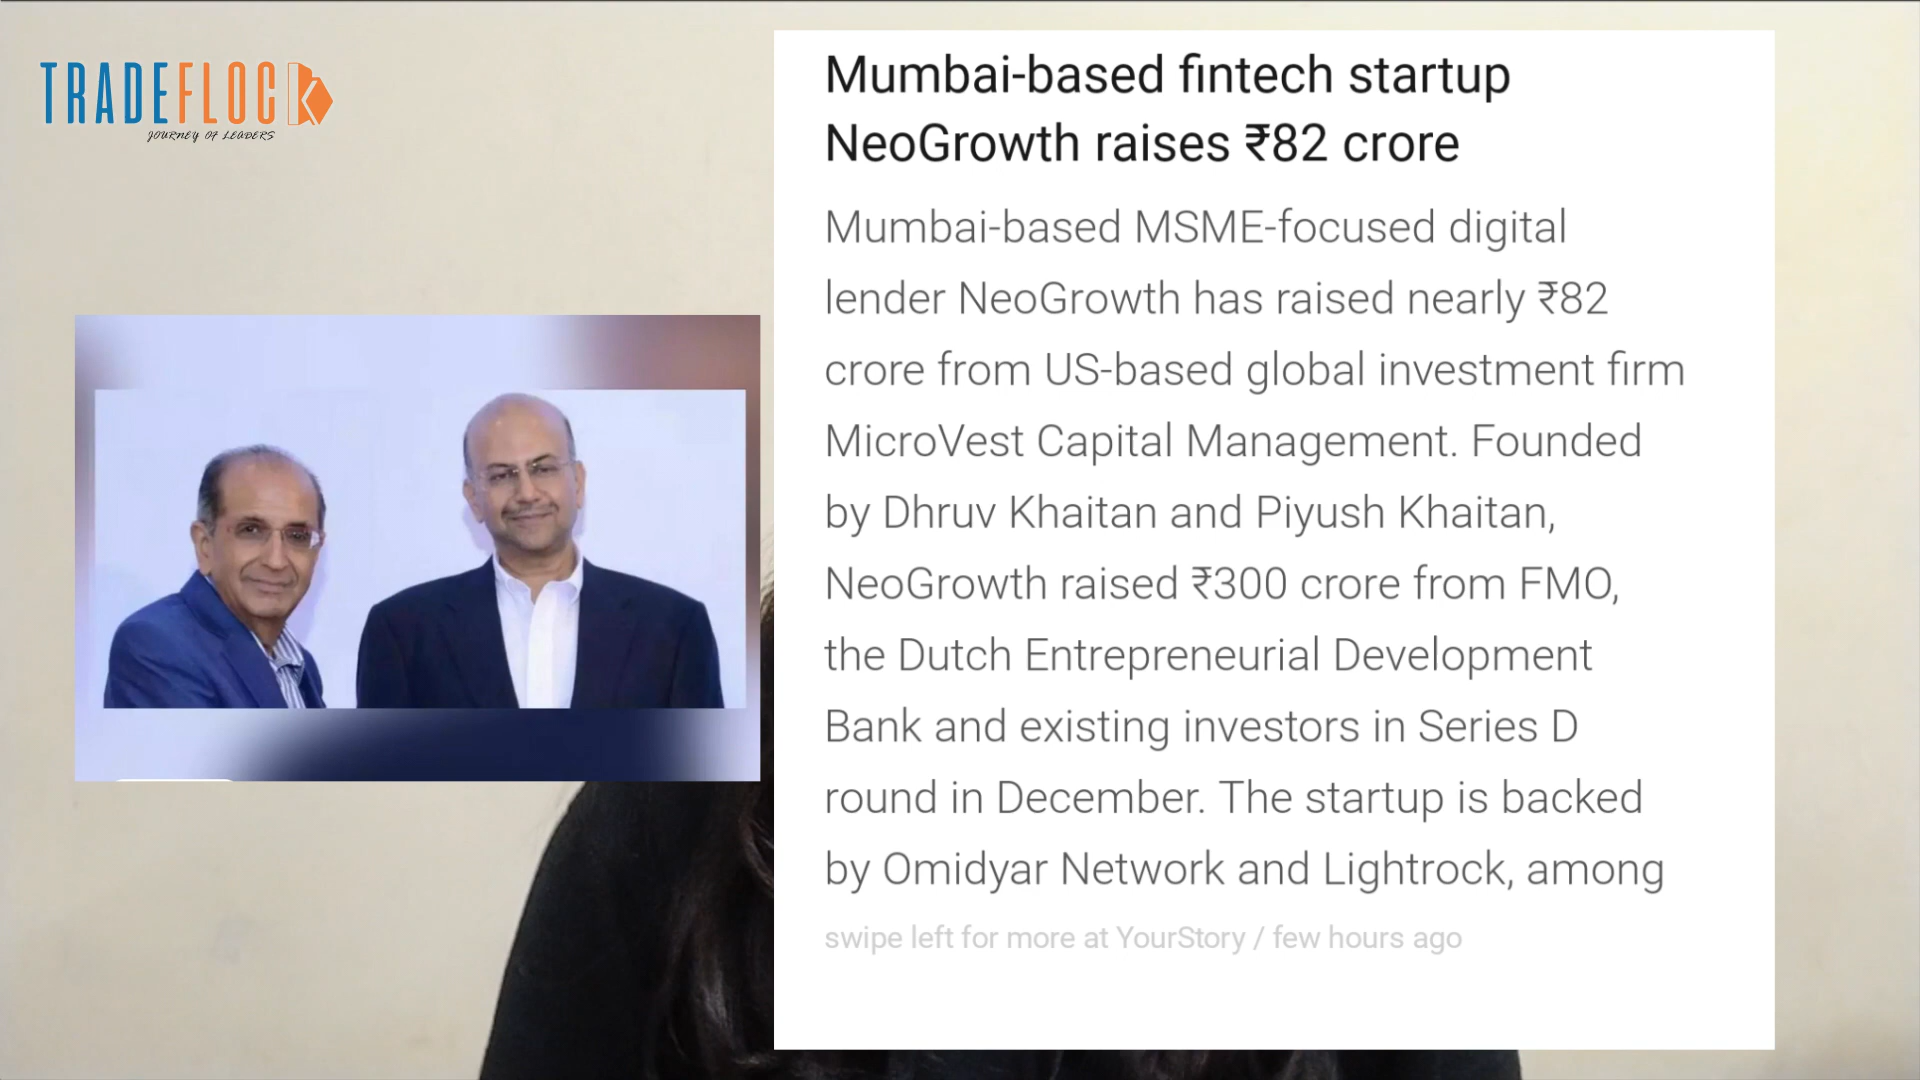 TRADEFLOCK
JOURNEY OF LEADERS
Mumbai-based fintech startup
NeoGrowth raises ₹82 crore
Mumbai-based MSME-focused digital
lender NeoGrowth has raised nearly ₹82
crore from US-based global investment firm
MicroVest Capital Management. Founded
by Dhruv Khaitan and Piyush Khaitan,
NeoGrowth raised ₹300 crore from FMO,
the Dutch Entrepreneurial Development
Bank and existing investors in Series D
round in December. The startup is backed
by Omidyar Network and Lightrock, among
swipe left for more at YourStory / few hours ago